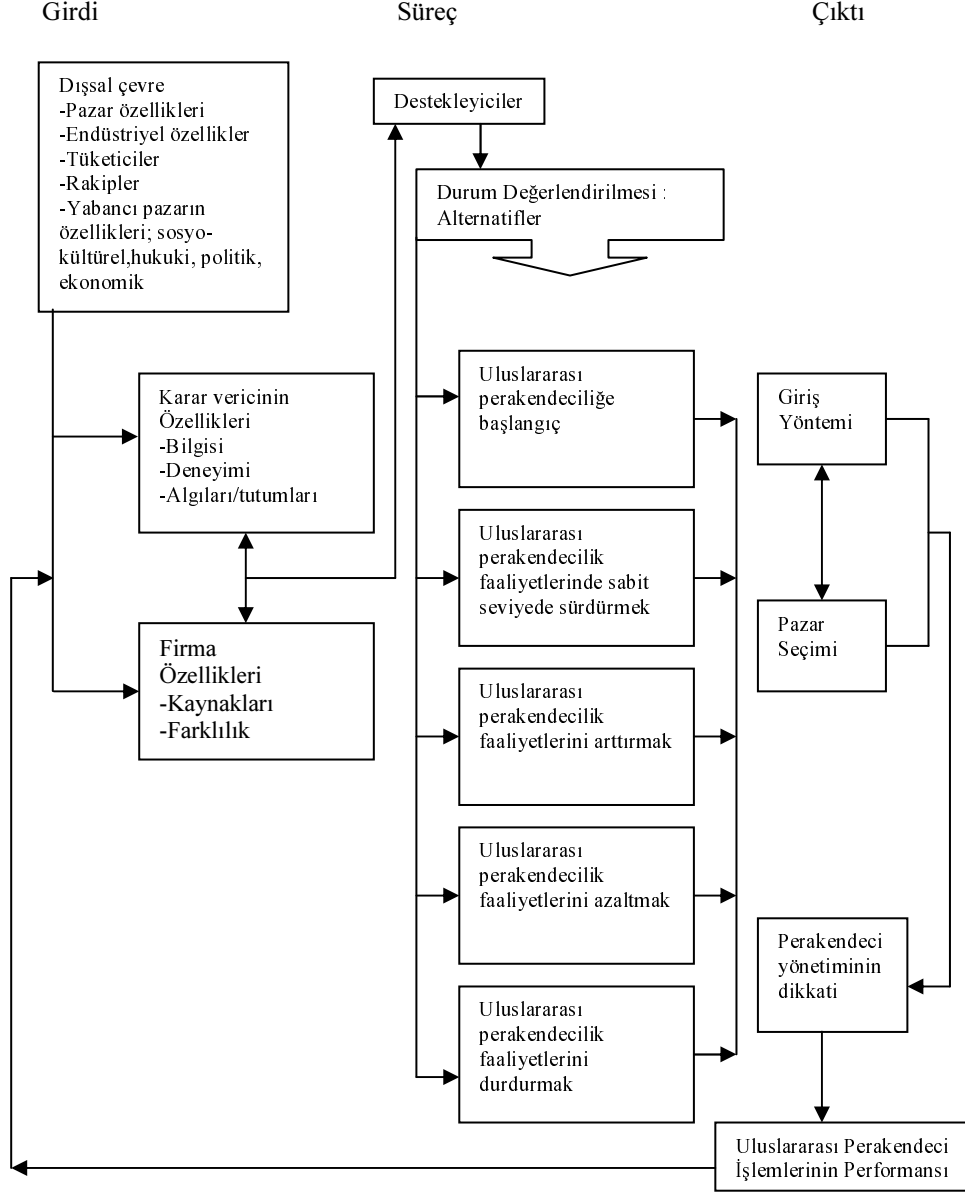 Girdi
Süreç
Çıktı
Dışsal çevre
-Pazar özellikleri
-Endüstriyel özellikler
-Tüketiciler
-Rakipler
-Yabancı pazarın
özellikleri; sosyo-
kültürel,hukuki, politik,
ekonomik
Karar vericinin
Özellikleri
-Bilgisi
-Deneyimi
-Algıları/tutumları
Firma
Özellikleri
-Kaynakları
-Farklılık
Destekleyiciler
Durum Değerlendirilmesi :
Alternatifler
Uluslararası
perakendeciliğe
başlangıç
Uluslararası
perakendecilik
faaliyetlerinde sabit
seviyede sürdürmek
Uluslararası
perakendecilik
faaliyetlerini arttırmak
Uluslararası
perakendecilik
faaliyetlerini azaltmak
Uluslararası
perakendecilik
faaliyetlerini
durdurmak
Giriş
Yöntemi
Pazar
Seçimi
Perakendeci
yönetiminin
dikkati
Uluslararası Perakendeci
İşlemlerinin Performansı